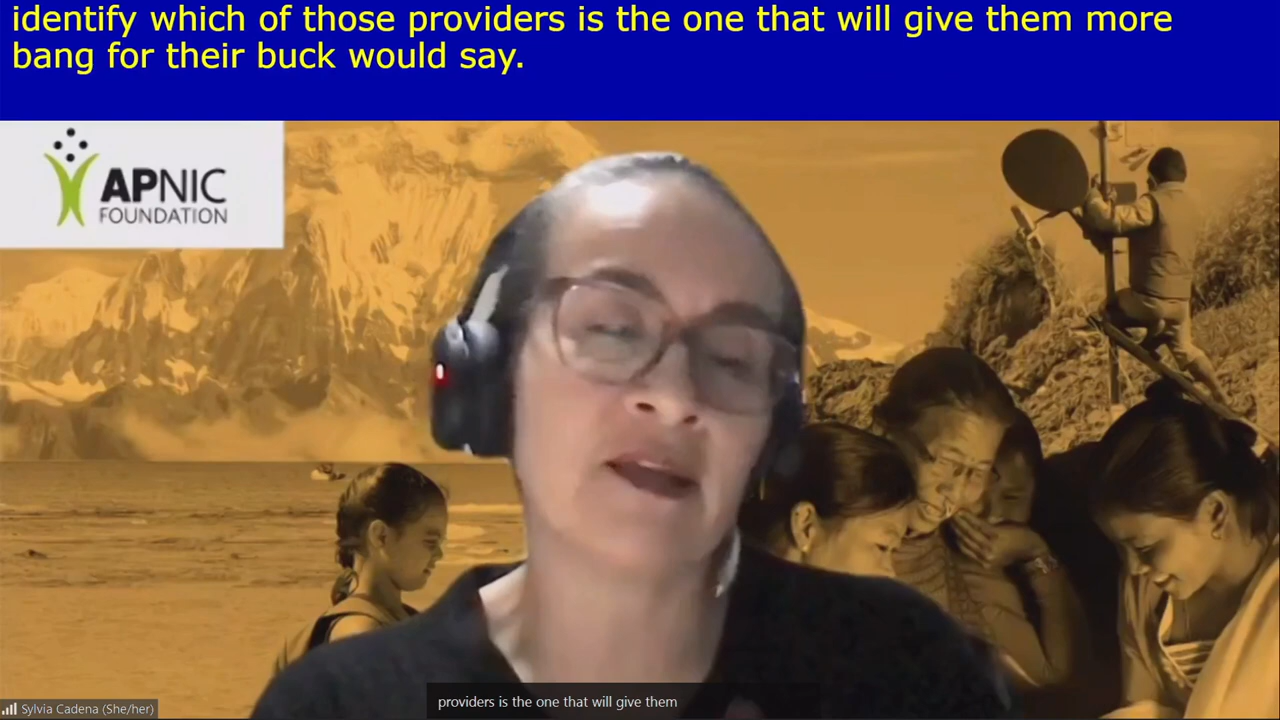 identify which of those providers is the one that will give them more
bang for their buck would say.
APNIC
FOUNDATION
providers is the one that will give them
Sylvia Cadena (She/her)